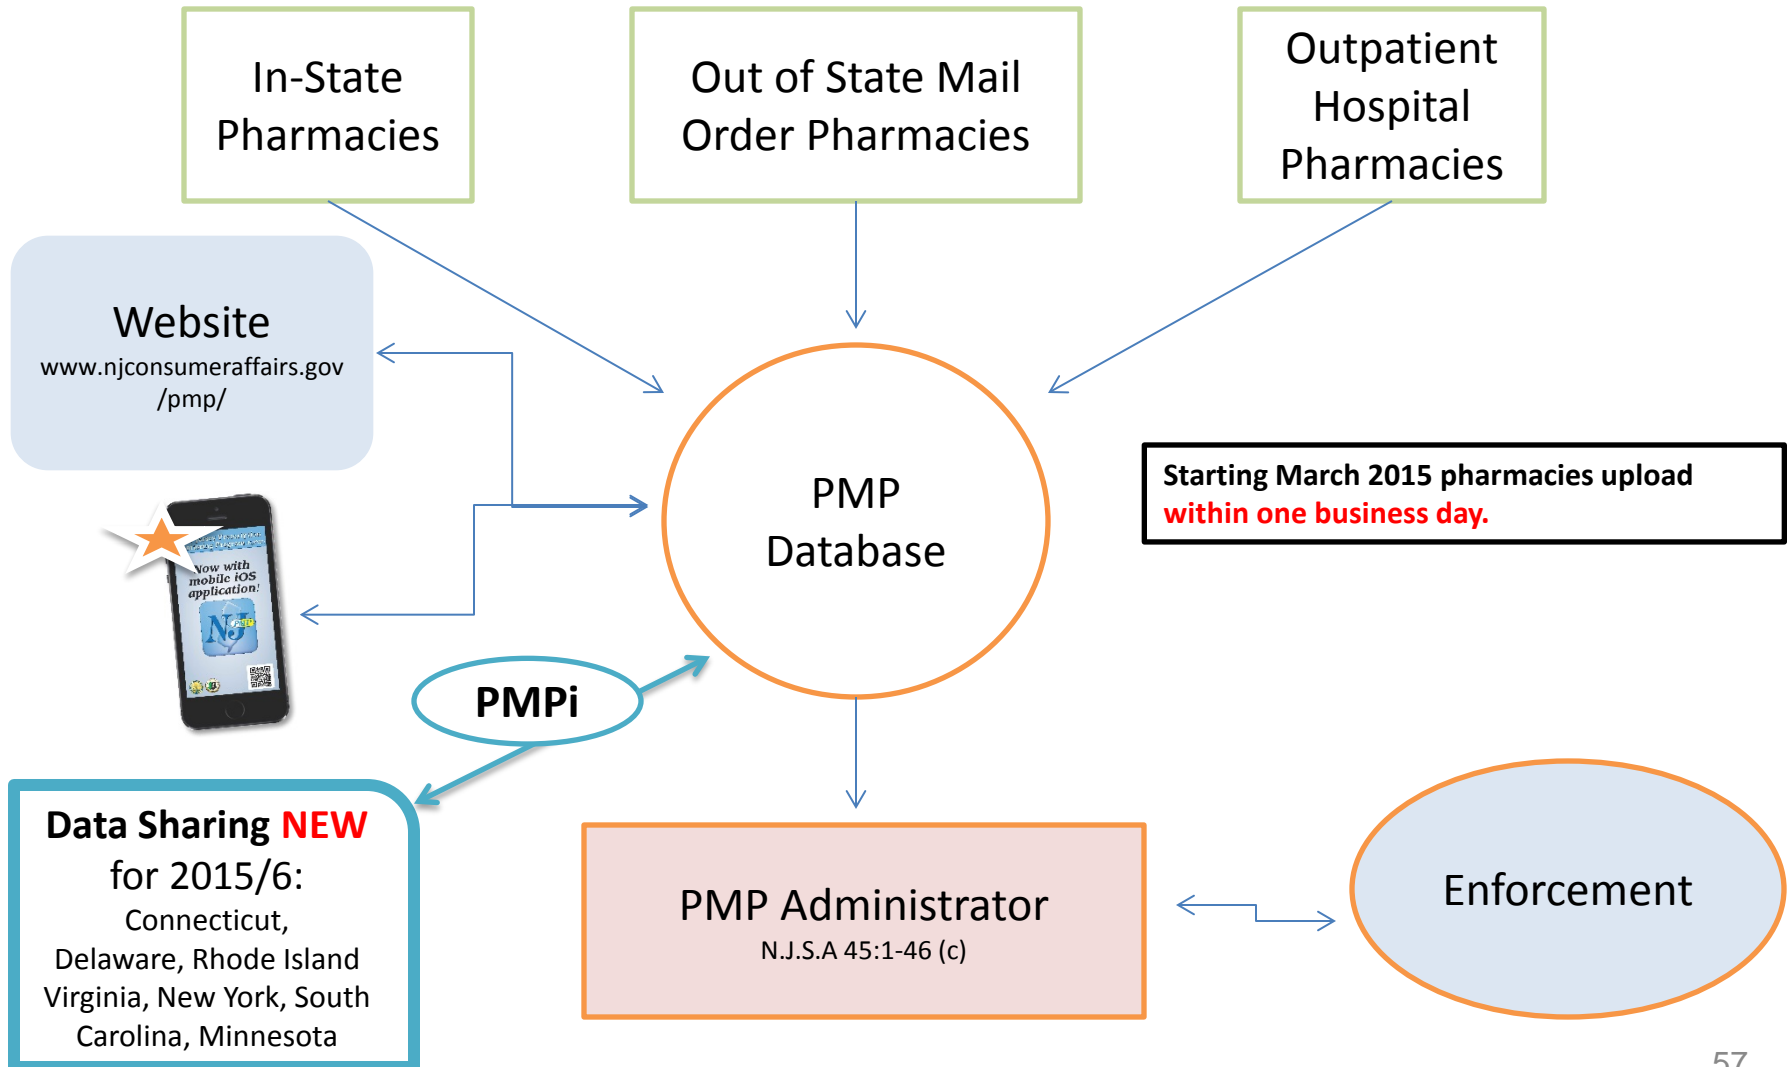 In-State
Pharmacies
Out of State Mail
Order Pharmacies
Outpatient
Hospital
Pharmacies
Website
www.njconsumeraffairs.gov
/pmp/
PMP
Database
Starting March 2015 pharmacies upload
within one business day.
Now with
mobile iOS
application!
NJ
PMPi
Data Sharing NEW
for 2015/6:
Connecticut,
Delaware, Rhode Island
Virginia, New York, South
Carolina, Minnesota
PMP Administrator
N.J.S.A 45:1-46 (c)
Enforcement
57